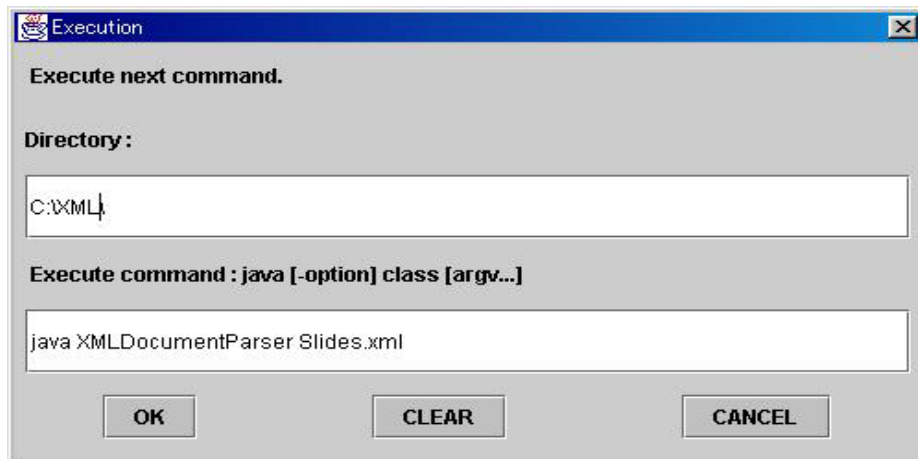 Execution
Execute next command.
Directory :
C:\XML\
Execute command : java [-option] class [argv...]
java XMLDocumentParser Slides.xml
OK CLEAR CANCEL